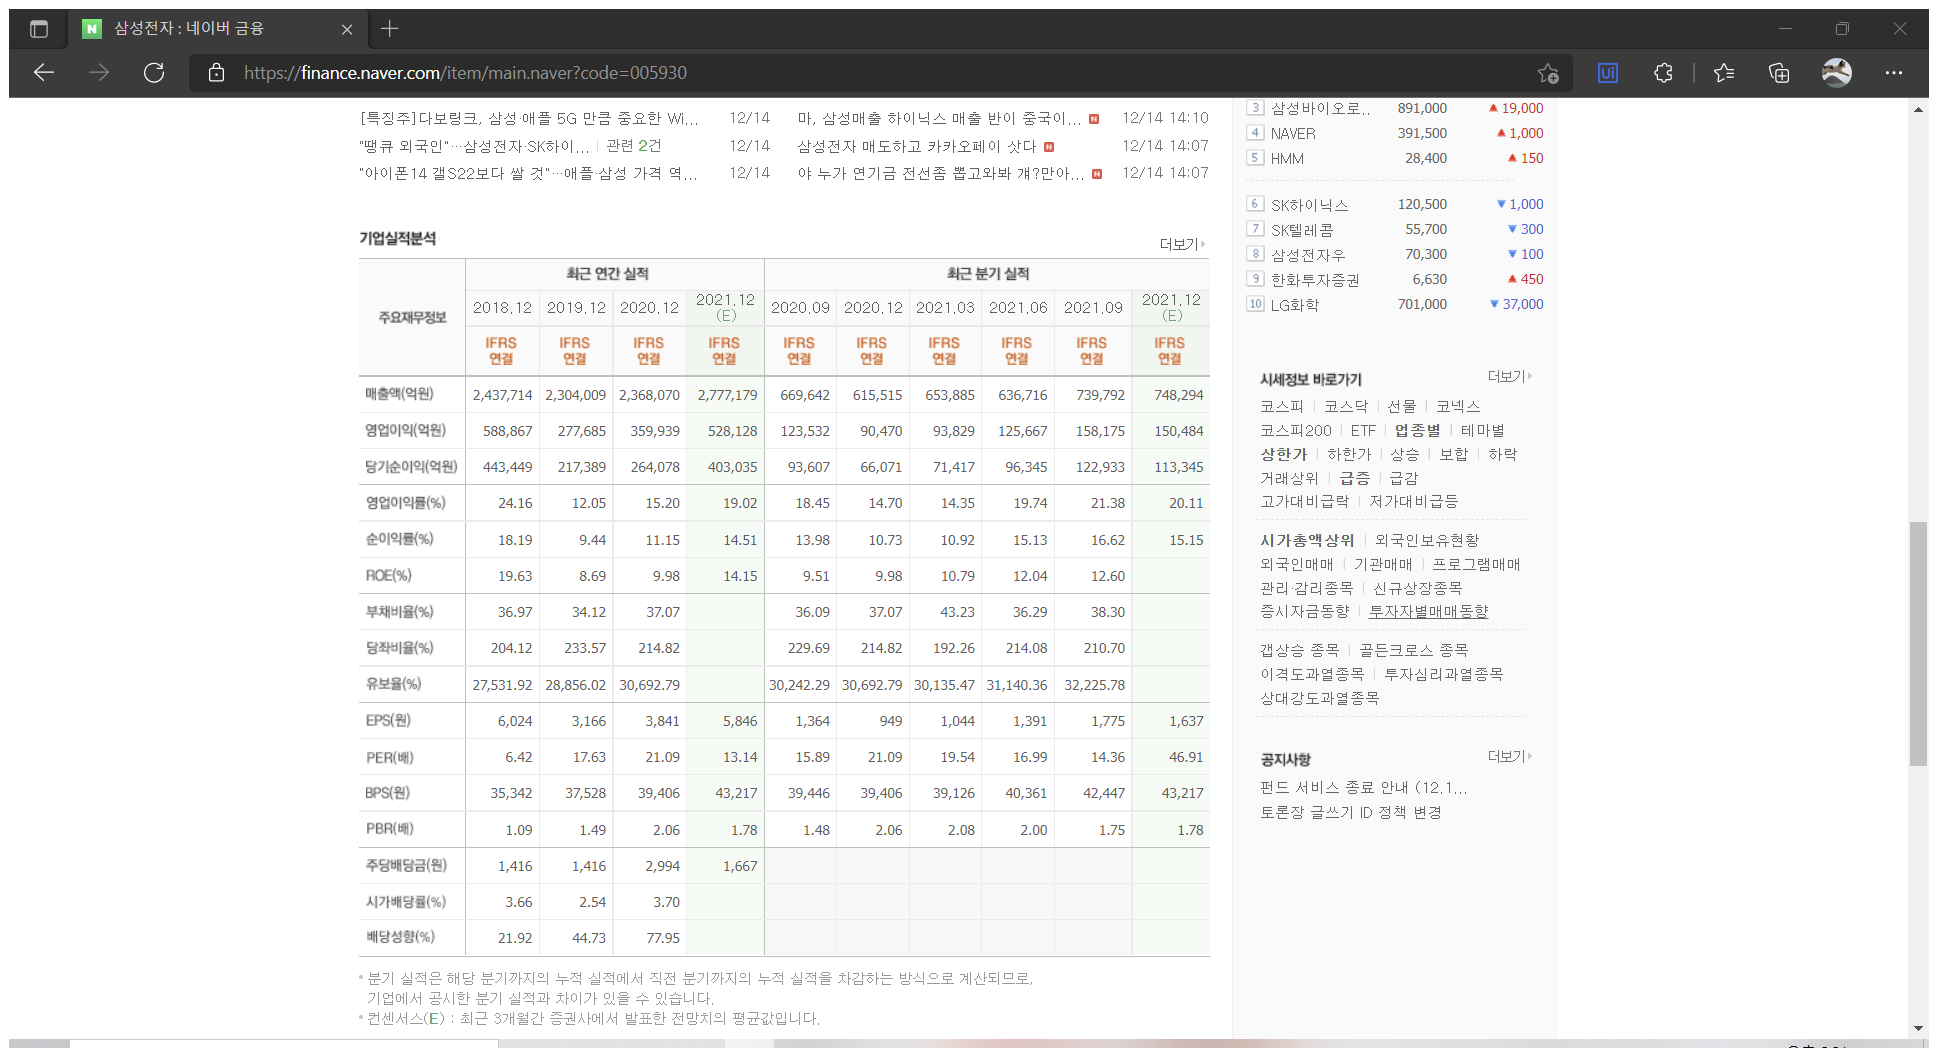 삼성전자 : 네이버 금융
https://finance.naver.com/item/main.naver?code=005930
[특징주]다보링크, 삼성·애플 5G 만큼 중요한 Wi... 12/14
"땡큐 외국인"…삼성전자·SK하이... 관련 2건 12/14
"아이폰14 갤S22보다 쌀 것"…애플·삼성 가격 역... 12/14
마, 삼성매출 하이닉스 매출 반이 중국이... N 12/14 14:10
삼성전자 매도하고 카카오페이 삿다 N 12/14 14:07
야 누가 연기금 전선좀 뽑고와봐 걔?만아... N 12/14 14:07
기업실적분석 더보기
주요재무정보 최근 연간 실적 최근 분기 실적
2018.12 2019.12 2020.12 2021.12 (E) 2020.09 2020.12 2021.03 2021.06 2021.09 2021.12 (E)
IFRS 연결 IFRS 연결 IFRS 연결 IFRS 연결 IFRS 연결 IFRS 연결 IFRS 연결 IFRS 연결 IFRS 연결 IFRS 연결
매출액(억원) 2,437,714 2,304,009 2,368,070 2,777,179 669,642 615,515 653,885 636,716 739,792 748,294
영업이익(억원) 588,867 277,685 359,939 528,128 123,532 90,470 93,829 125,667 158,175 150,484
당기순이익(억원) 443,449 217,389 264,078 403,035 93,607 66,071 71,417 96,345 122,933 113,345
영업이익률(%) 24.16 12.05 15.20 19.02 18.45 14.70 14.35 19.74 21.38 20.11
순이익률(%) 18.19 9.44 11.15 14.51 13.98 10.73 10.92 15.13 16.62 15.15
ROE(%) 19.63 8.69 9.98 14.15 9.51 9.98 10.79 12.04 12.60
부채비율(%) 36.97 34.12 37.07 36.09 37.07 43.23 36.29 38.30
당좌비율(%) 204.12 233.57 214.82 229.69 214.82 192.26 214.08 210.70
유보율(%) 27,531.92 28,856.02 30,692.79 30,242.29 30,692.79 30,135.47 31,140.36 32,225.78
EPS(원) 6,024 3,166 3,841 5,846 1,364 949 1,044 1,391 1,775 1,637
PER(배) 6.42 17.63 21.09 13.14 15.89 21.09 19.54 16.99 14.36 46.91
BPS(원) 35,342 37,528 39,406 43,217 39,446 39,406 39,126 40,361 42,447 43,217
PBR(배) 1.09 1.49 2.06 1.78 1.48 2.06 2.08 2.00 1.75 1.78
주당배당금(원) 1,416 1,416 2,994 1,667
시가배당률(%) 3.66 2.54 3.70
배당성향(%) 21.92 44.73 77.95
* 분기 실적은 해당 분기까지의 누적 실적에서 직전 분기까지의 누적 실적을 차감하는 방식으로 계산되므로,
기업에서 공시한 분기 실적과 차이가 있을 수 있습니다.
* 컨센서스(E) : 최근 3개월간 증권사에서 발표한 전망치의 평균값입니다.
3 삼성바이오로.. 891,000 ▲ 19,000
4 NAVER 391,500 ▲ 1,000
5 HMM 28,400 ▲ 150
6 SK하이닉스 120,500 ▼ 1,000
7 SK텔레콤 55,700 ▼ 300
8 삼성전자우 70,300 ▼ 100
9 한화투자증권 6,630 ▲ 450
10 LG화학 701,000 ▼ 37,000
시세정보 바로가기 더보기
코스피 코스닥 선물 코넥스
코스피200 ETF 업종별 테마별
상한가 하한가 상승 보합 하락
거래상위 급증 급감
고가대비급락 저가대비급등
시가총액상위 외국인보유현황
외국인매매 기관매매 프로그램매매
관리·감리종목 신규상장종목
증시자금동향 투자자별매매동향
갭상승 종목 골든크로스 종목
이격도과열종목 투자심리과열종목
상대강도과열종목
공지사항 더보기
펀드 서비스 종료 안내 (12.1...
토론장 글쓰기 ID 정책 변경